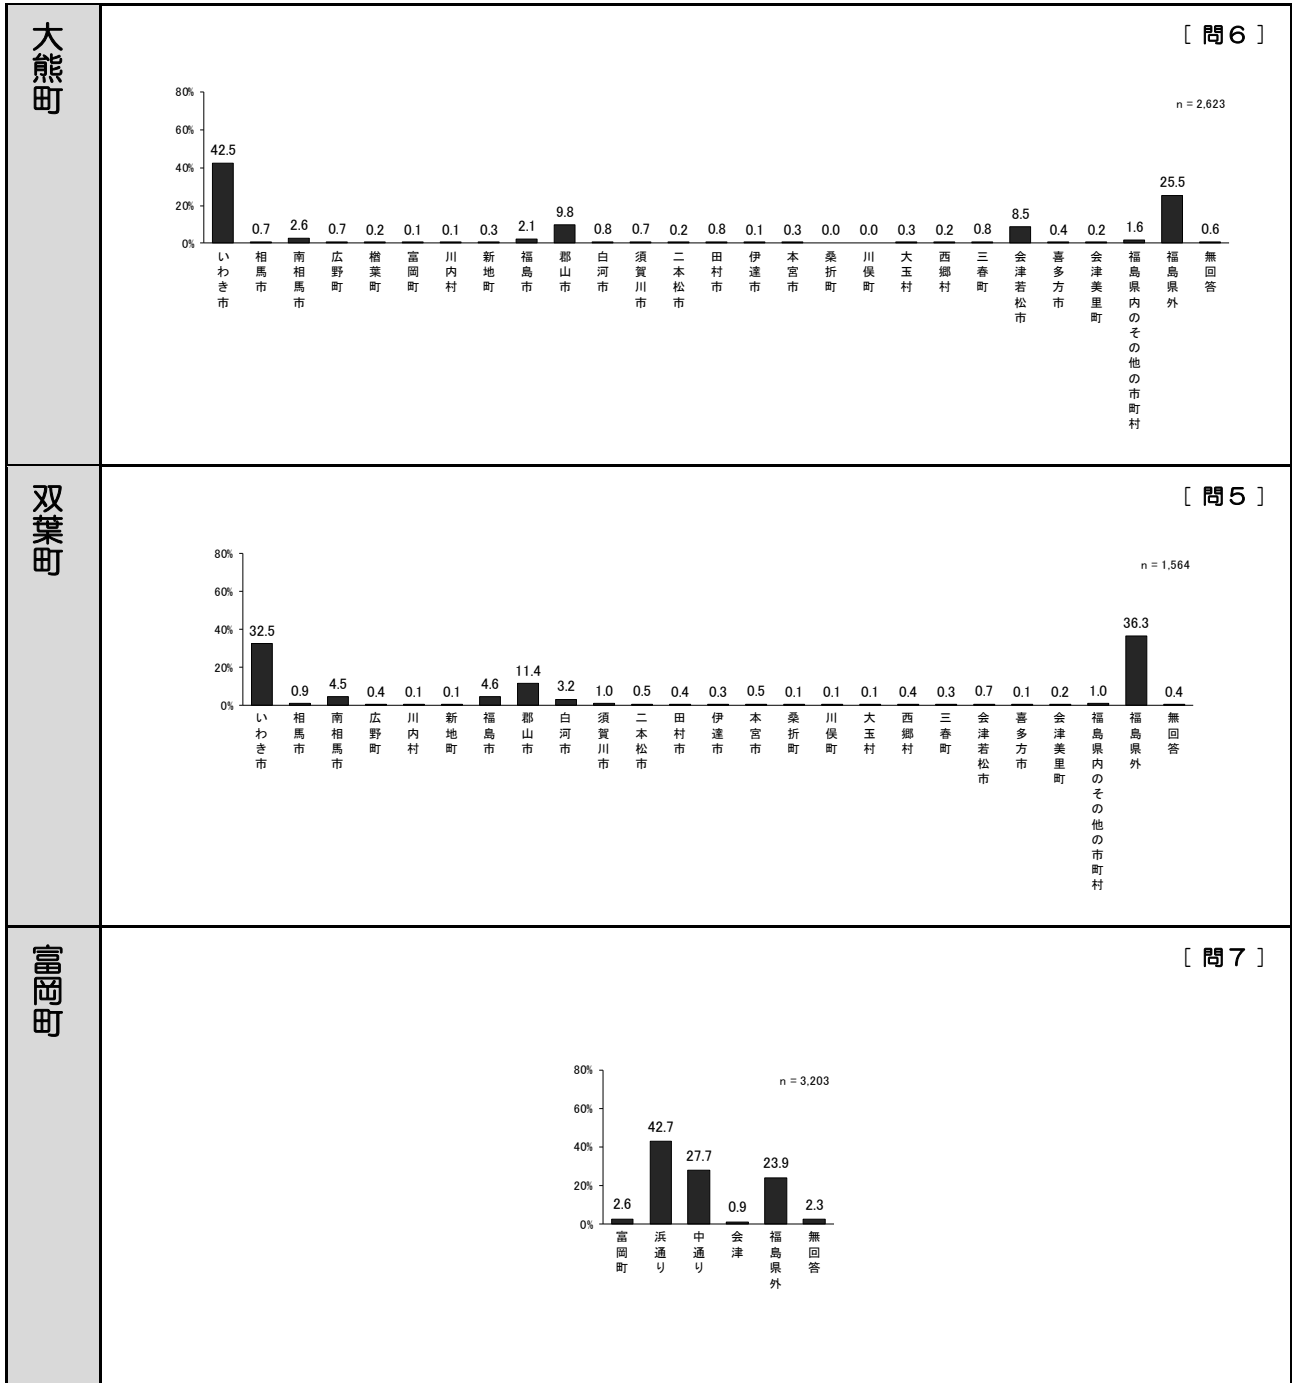 大熊町
［ 問６ ］
n = 2,623
80%
60%
40%
20%
0%
42.5 0.7 2.6 0.7 0.2 0.1 0.1 0.3 2.1 9.8 0.8 0.7 0.2 0.8 0.1 0.3 0.0 0.0 0.3 0.2 0.8 8.5 0.4 0.2 1.6 25.5 0.6
いわき市
相馬市
南相馬市
広野町
楢葉町
富岡町
川内村
新地町
福島市
郡山市
白河市
須賀川市
二本松市
田村市
伊達市
本宮市
桑折町
川俣町
大玉村
西郷村
三春町
会津若松市
喜多方市
会津美里町
福島県内のその他の市町村
福島県外
無回答
双葉町
［ 問５ ］
n = 1,564
80%
60%
40%
20%
0%
32.5 0.9 4.5 0.4 0.1 0.1 4.6 11.4 3.2 1.0 0.5 0.4 0.3 0.5 0.1 0.1 0.1 0.4 0.3 0.7 0.1 0.2 1.0 36.3 0.4
いわき市
相馬市
南相馬市
広野町
川内村
新地町
福島市
郡山市
白河市
須賀川市
二本松市
田村市
伊達市
本宮市
桑折町
川俣町
大玉村
西郷村
三春町
会津若松市
喜多方市
会津美里町
福島県内のその他の市町村
福島県外
無回答
富岡町
［ 問７ ］
n = 3,203
80%
60%
40%
20%
0%
2.6 42.7 27.7 0.9 23.9 2.3
富岡町
浜通り
中通り
会津
福島県外
無回答